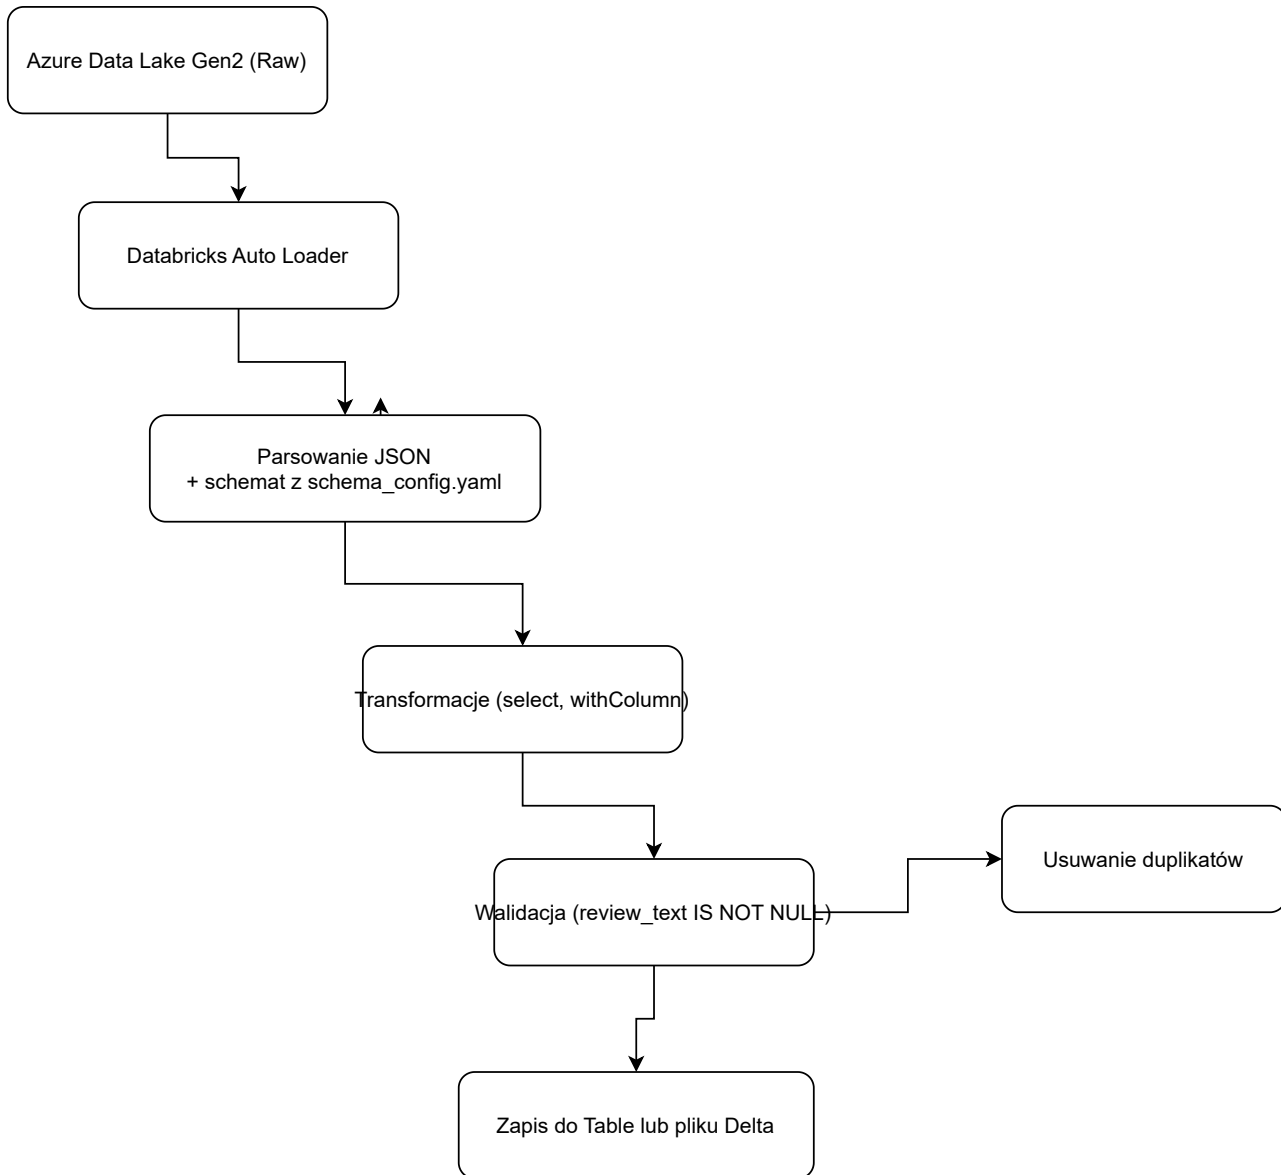 Azure Data Lake Gen2 (Raw)
Databricks Auto Loader
Parsowanie JSON
+ schemat z schema_config.yaml
Transformacje (select, withColumn)
Usuwanie duplikatów
Walidacja (review_text IS NOT NULL)
Zapis do Table lub pliku Delta